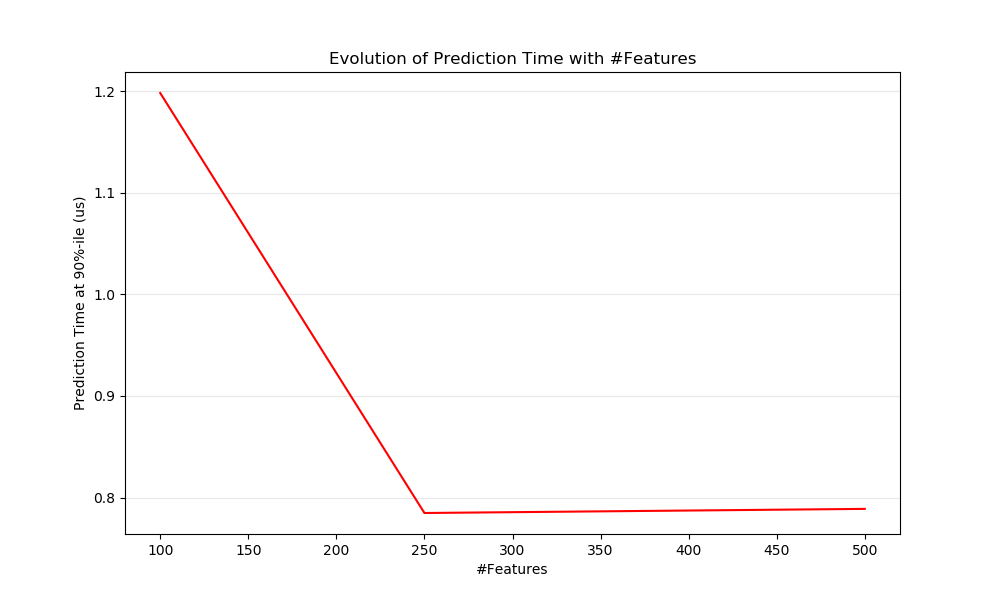 Evolution of Prediction Time with #Features
1.2
1.1
1.0
0.9
0.8
Prediction Time at 90%-ile (us)
100 150 200 250 300 350 400 450 500
#Features